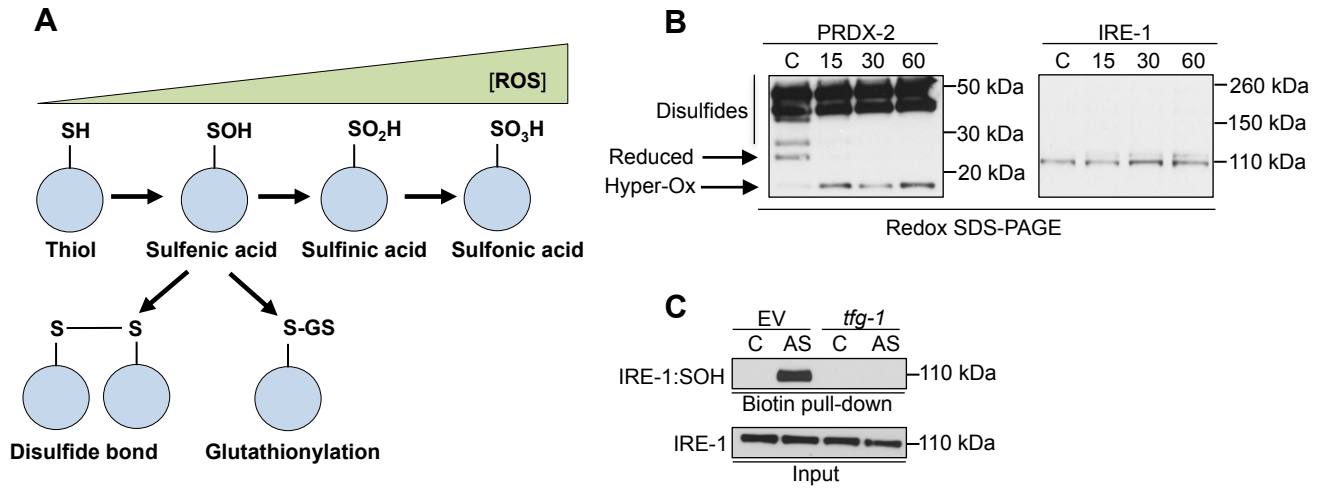 A
[ROS]
SH
SOH
SO2H
SO3H
Thiol
Sulfenic acid
Sulfinic acid
Sulfonic acid
S
S
S-GS
Disulfide bond
Glutathionylation
B
PRDX-2
IRE-1
C 15 30 60
C 15 30 60
Disulfides
Reduced
Hyper-Ox
50 kDa
30 kDa
20 kDa
260 kDa
150 kDa
110 kDa
Redox SDS-PAGE
C
EV
tfg-1
C AS C AS
IRE-1:SOH
110 kDa
Biotin pull-down
IRE-1
110 kDa
Input